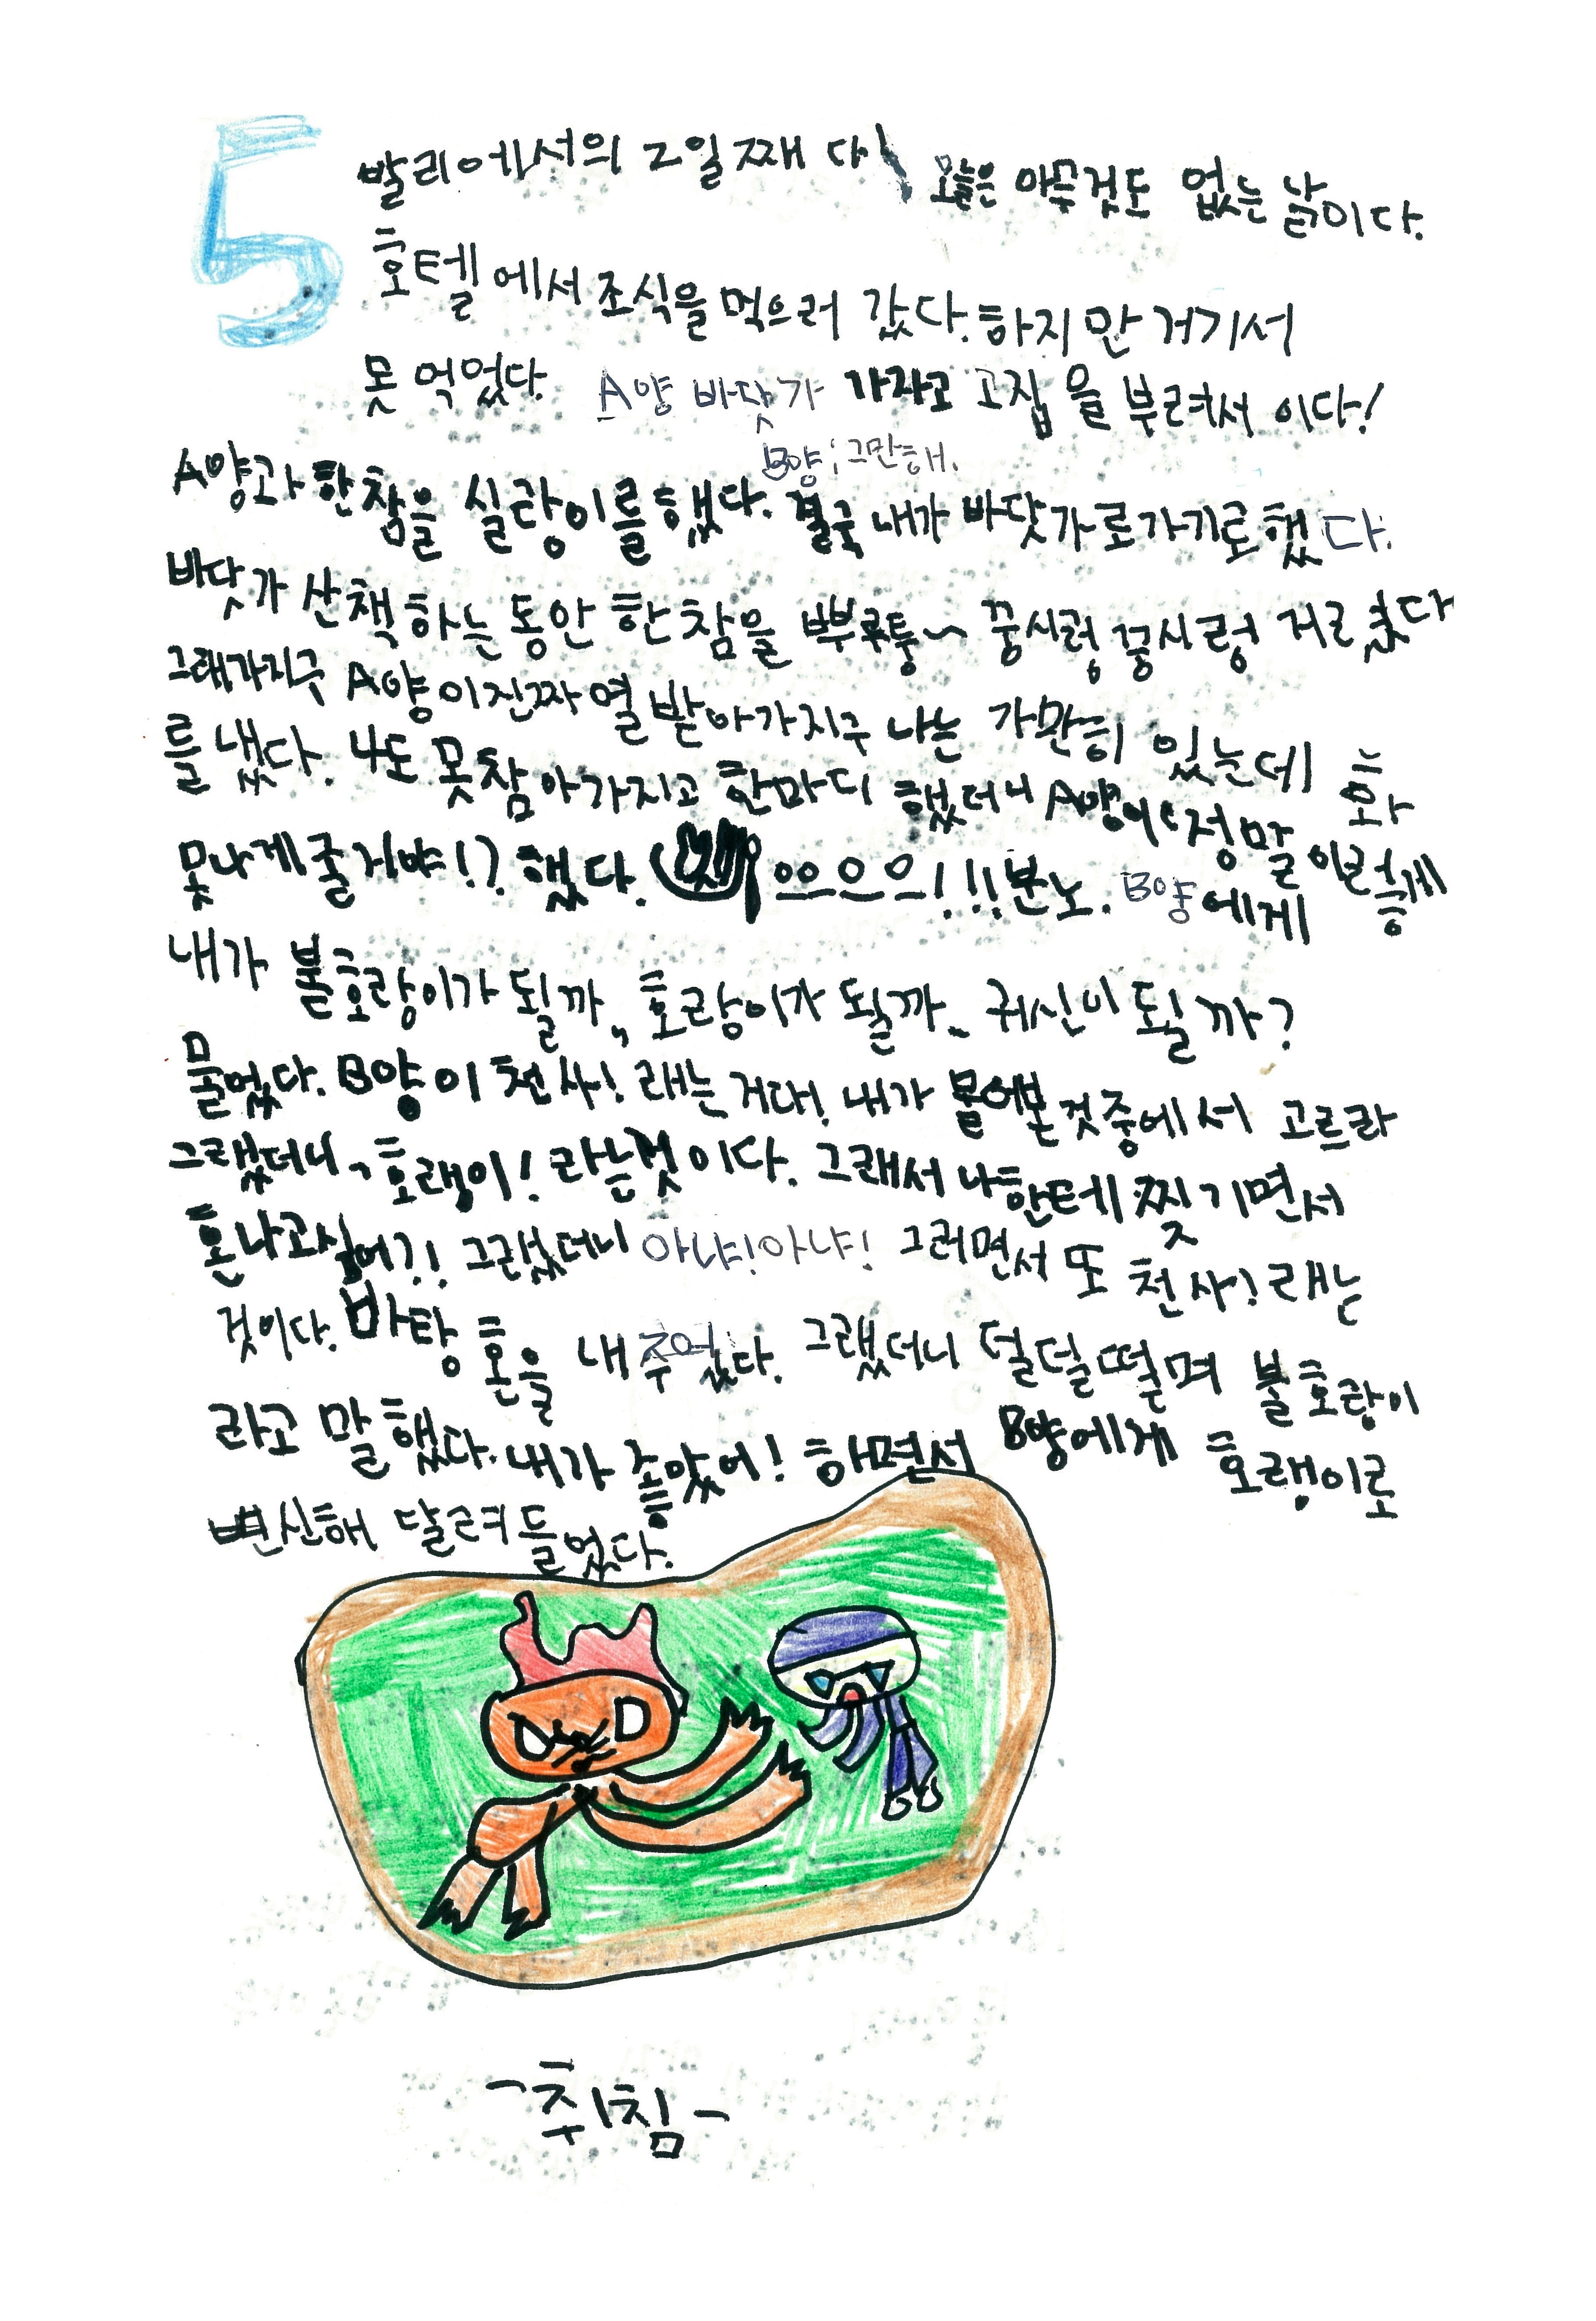 5
발리에서의 2일째 다! 오늘은 아무것도 없는 낡이다.
호텔에서 조식을 먹으러 갔다. 하지만 거기서
못 먹었다. A양 바닷가 가자고 고집을 부려서 이다!
B양: 그만해.
A양과 한참을 실랑이를 했다. 결국 내가 바닷가로 가기로 했다.
바닷가 산책 하는 동안 한참을 뿌루퉁~ 꿍시렁 꿍시렁 거렸다
그래가지구 A양이 진짜 열 받아가지구 나는 가만히 있는데 화
를 냈다. 나도 못참아가지고 한마디 했더니 A양이 정말 이렇게
못나게 굴거야!? 했다. 으으으으!!! 분노. B양에게
내가 불호랑이가 될까, 호랑이가 될까, 귀신이 될까?
물었다. B양이 천사! 래는 거다! 내가 물어본 것중에서 고르라
그랬더니, 호랭이! 라는것이다. 그래서 나한테 찢기면서
혼나고싶어?! 그랬더니 아냐! 아냐! 그러면서 또 천사! 래는
것이다. 바탕 혼을 내 주었다. 그랬더니 덜덜 떨며 불호랑이
라고 말했다. 내가 좋았어! 하면서 B양에게 호랭이로
변신해 달려들었다.
-취침-